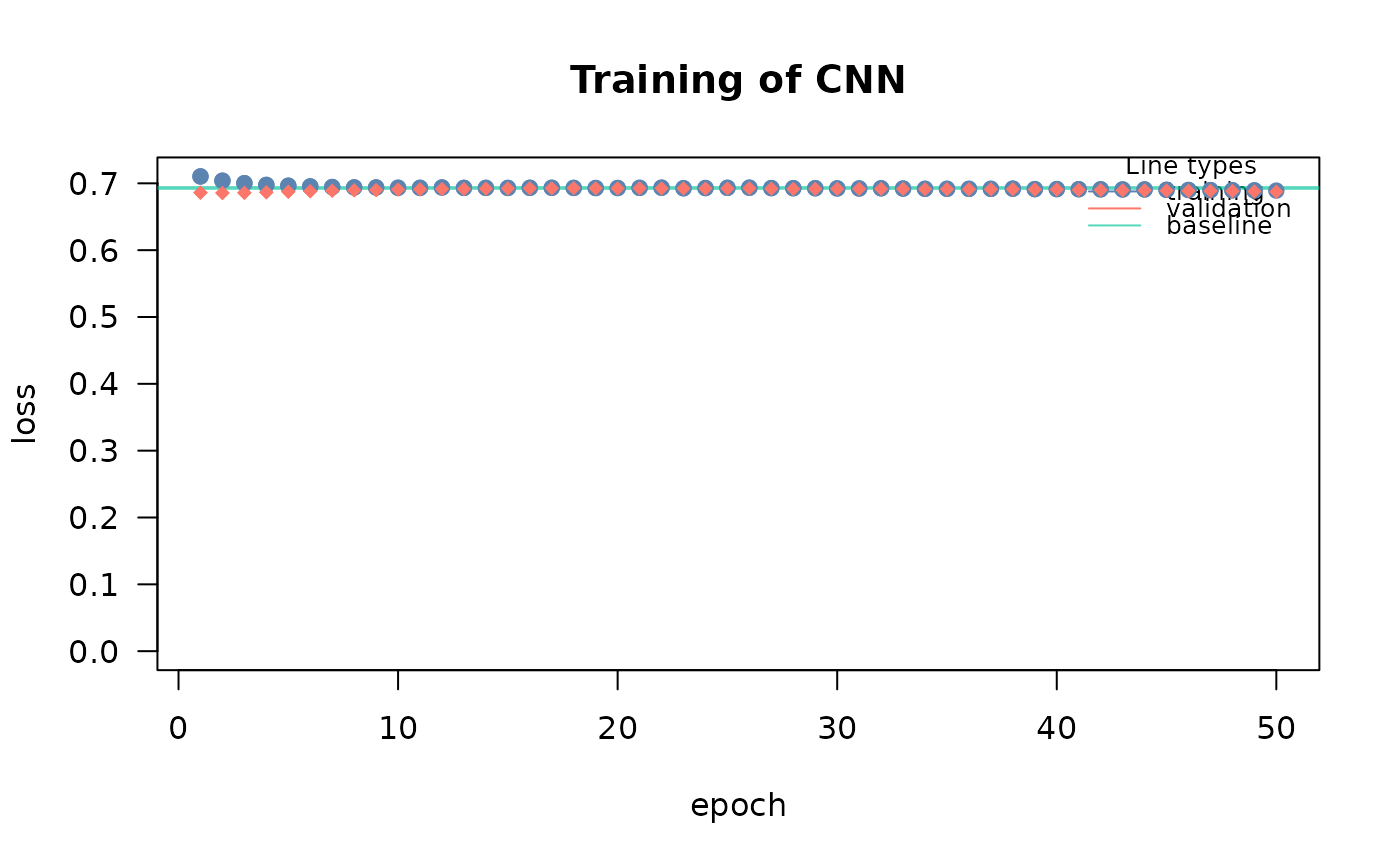 Training of CNN
Line types
training
validation
baseline
0.7
0.6
0.5
0.4
0.3
0.2
0.1
0.0
loss
0 10 20 30 40 50
epoch